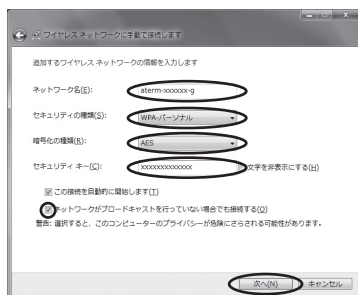 ワイヤレス ネットワークに手動で接続します
追加するワイヤレス ネットワークの情報を入力します
ネットワーク名(E): aterm-xxxxxx-g
セキュリティの種類(S): WPA-パーソナル
暗号化の種類(R): AES
セキュリティ キー(C): xxxxxxxxxxxxx 文字を非表示にする(H)
この接続を自動的に開始します(T)
ネットワークがブロードキャストを行っていない場合でも接続する(O)
警告: 選択すると、このコンピューターのプライバシーが危険にさらされる可能性があります。
次へ(N) キャンセル